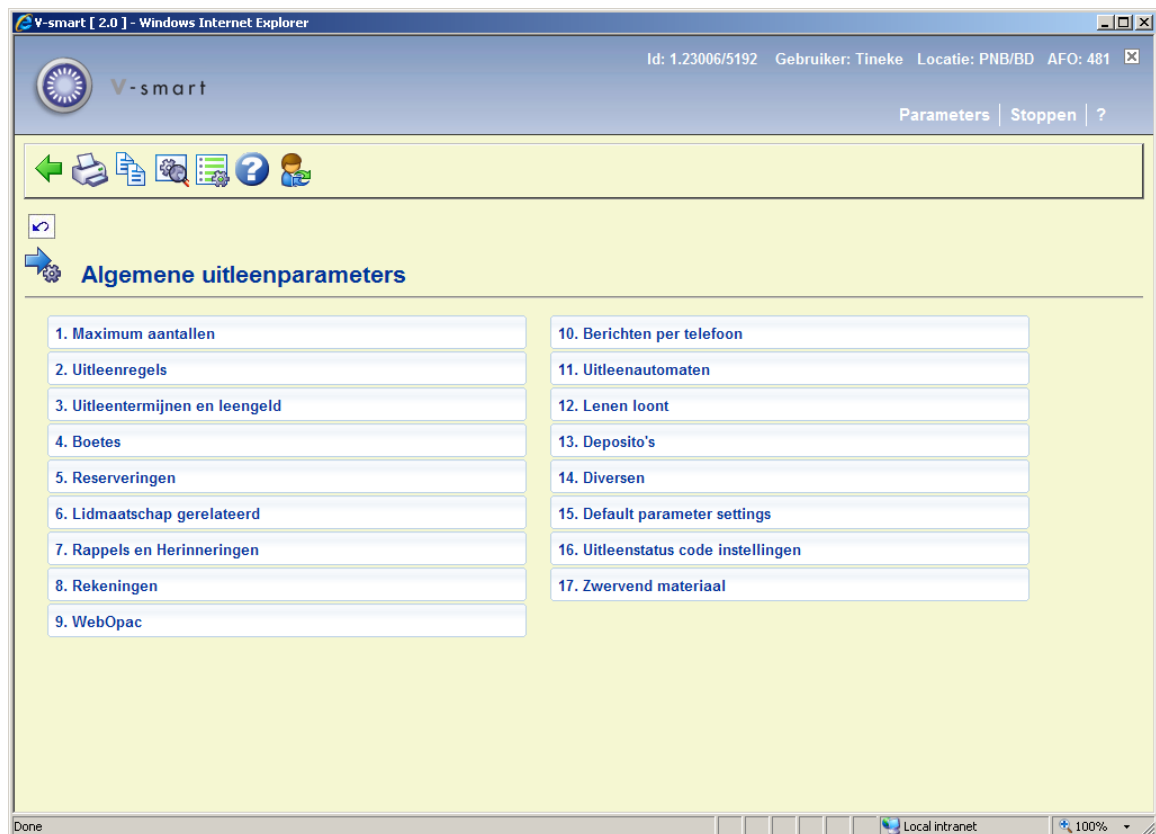 V-smart [ 2.0 ] - Windows Internet Explorer
Id: 1.23006/5192 Gebruiker: Tineke Locatie: PNB/BD AFO: 481
V-smart
Parameters Stoppen ?
Algemene uitleenparameters
1. Maximum aantallen
2. Uitleenregels
3. Uitleentermijnen en leengeld
4. Boetes
5. Reserveringen
6. Lidmaatschap gerelateerd
7. Rappels en Herinneringen
8. Rekeningen
9. WebOpac
10. Berichten per telefoon
11. Uitleenautomaten
12. Lenen loont
13. Deposito's
14. Diversen
15. Default parameter settings
16. Uitleenstatus code instellingen
17. Zwervend materiaal
Done Local intranet 100%